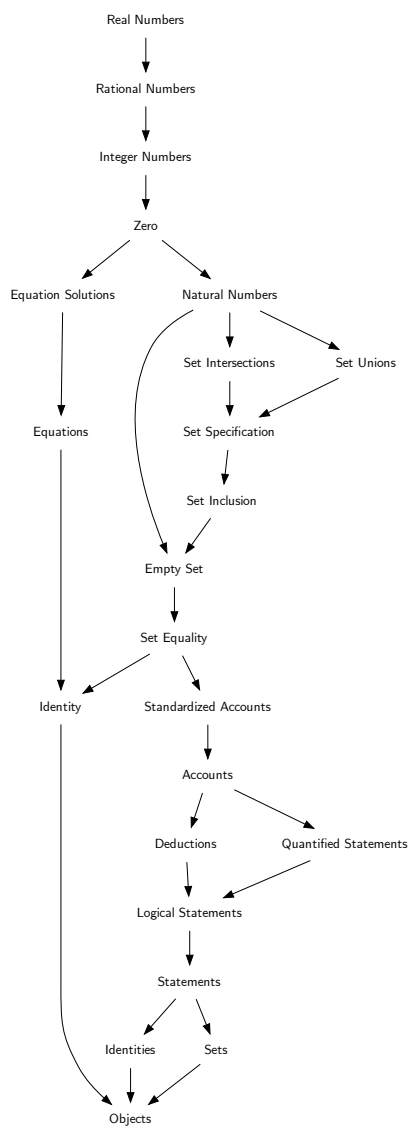 Real Numbers
Rational Numbers
Integer Numbers
Zero
Equation Solutions
Natural Numbers
Set Intersections
Set Unions
Equations
Set Specification
Set Inclusion
Empty Set
Set Equality
Identity
Standardized Accounts
Accounts
Deductions
Quantified Statements
Logical Statements
Statements
Identities
Sets
Objects